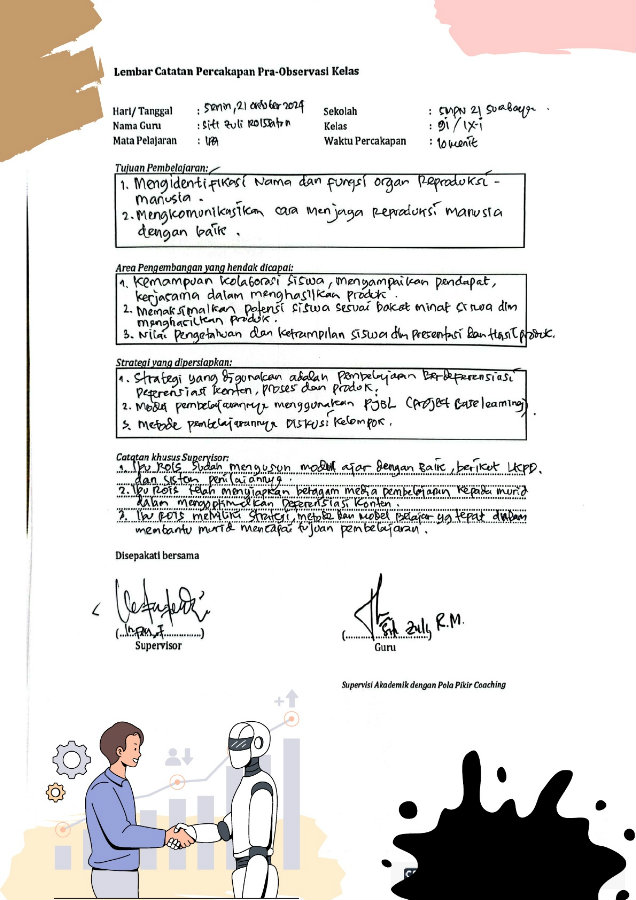 Lembar Catatan Percakapan Pra-Observasi Kelas
Hari/ Tanggal : Senin, 21 Oktober 2024 Sekolah : SMPN 21 Surabaya.
Nama Guru : Siti Zuli Kelas : 9i / IX-i
Mata Pelajaran : IPA Waktu Percakapan : 10 menit
Tujuan Pembelajaran:
1. Mengidentifikasi Nama dan fungsi organ Reproduksi -
manusia.
2. Mengkomunikasikan cara menjaga Reproduksi manusia
dengan baik.
Area Pengembangan yang hendak dicapai:
1. Kemampuan Kolaborasi siswa, menyampaikan pendapat,
kerjasama dalam menghasilkan produk.
2. Memaksimalkan potensi siswa sesuai bakat minat siswa dlm
menghasilkan produk.
3. Nilai Pengetahuan dan Ketrampilan siswa dlm presentasi dan Hasil produk.
Strategi yang dipersiapkan:
1. Strategi yang digunakan adalah pembelajaran Berdeferensiasi
Deferensiasi konten, proses dan produk.
2. Model pembelajarannya menggunakan PJBL (Project Base learning)
3. Metode pembelajarannya Diskusi Kelompok.
Catatan khusus Supervisor:
1. Ibu Rois sudah menyusun modul ajar dengan Baik, berikut LKPD.
dan sistem penilaiannya.
2. Ibu Rois telah menyiapkan beragam media pembelajaran kepada murid
dalam mengoptimalkan Deferensiasi Konten.
3. Ibu Rois memiliki strategi, metode dan model Belajar yg tepat dalam
membantu murid mencapai tujuan pembelajaran.
Disepakati bersama
Siti Zuli R.M.
Supervisor Guru
Supervisi Akademik dengan Pola Pikir Coaching